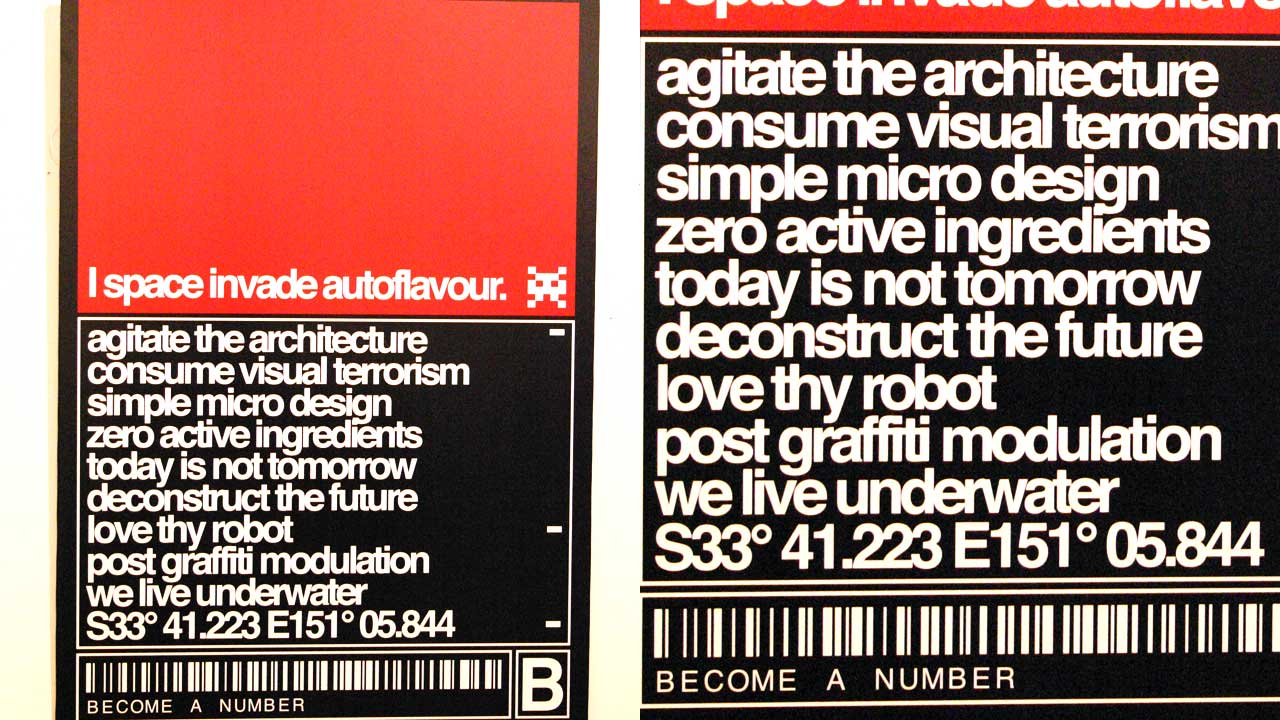 I space invade autoflavour.
agitate the architecture
consume visual terrorism
simple micro design
zero active ingredients
today is not tomorrow
deconstruct the future
love thy robot
post graffiti modulation
we live underwater
S33° 41.223 E151° 05.844
BECOME A NUMBER
B
I space invade autoflavo
agitate the architecture
consume visual terrorism
simple micro design
zero active ingredients
today is not tomorrow
deconstruct the future
love thy robot
post graffiti modulation
we live underwater
S33° 41.223 E151° 05.844
BECOME A NUMBER